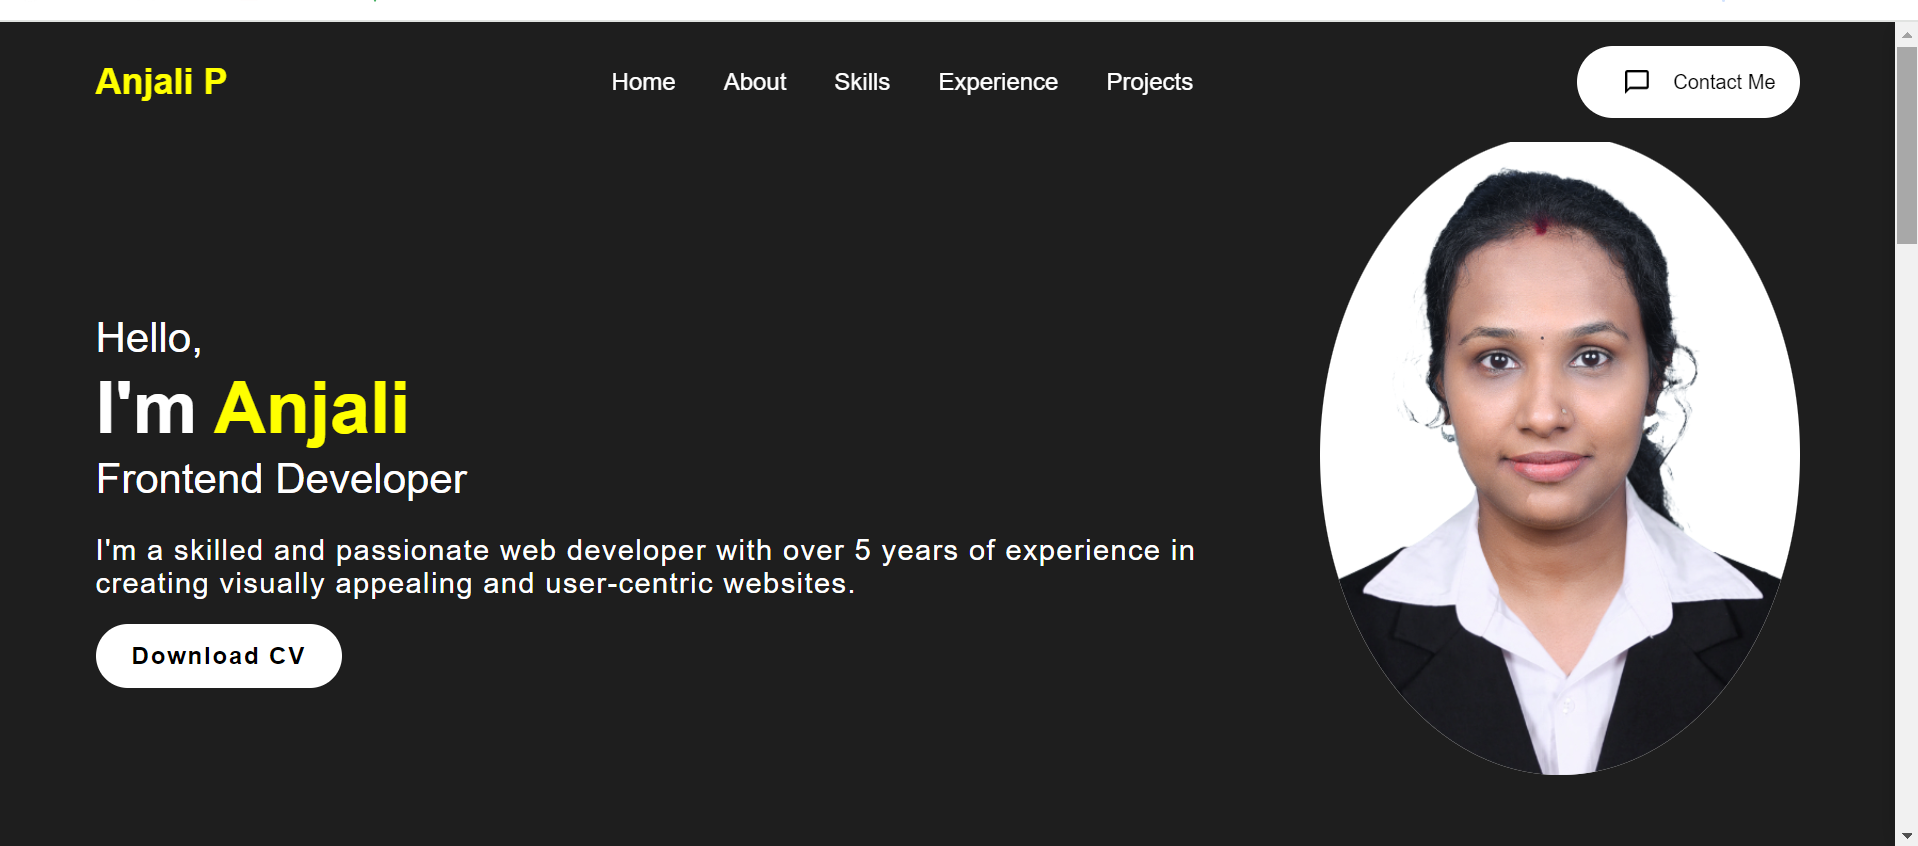 Anjali P
Home About Skills Experience Projects
Contact Me
Hello,
I'm Anjali
Frontend Developer
I'm a skilled and passionate web developer with over 5 years of experience in
creating visually appealing and user-centric websites.
Download CV